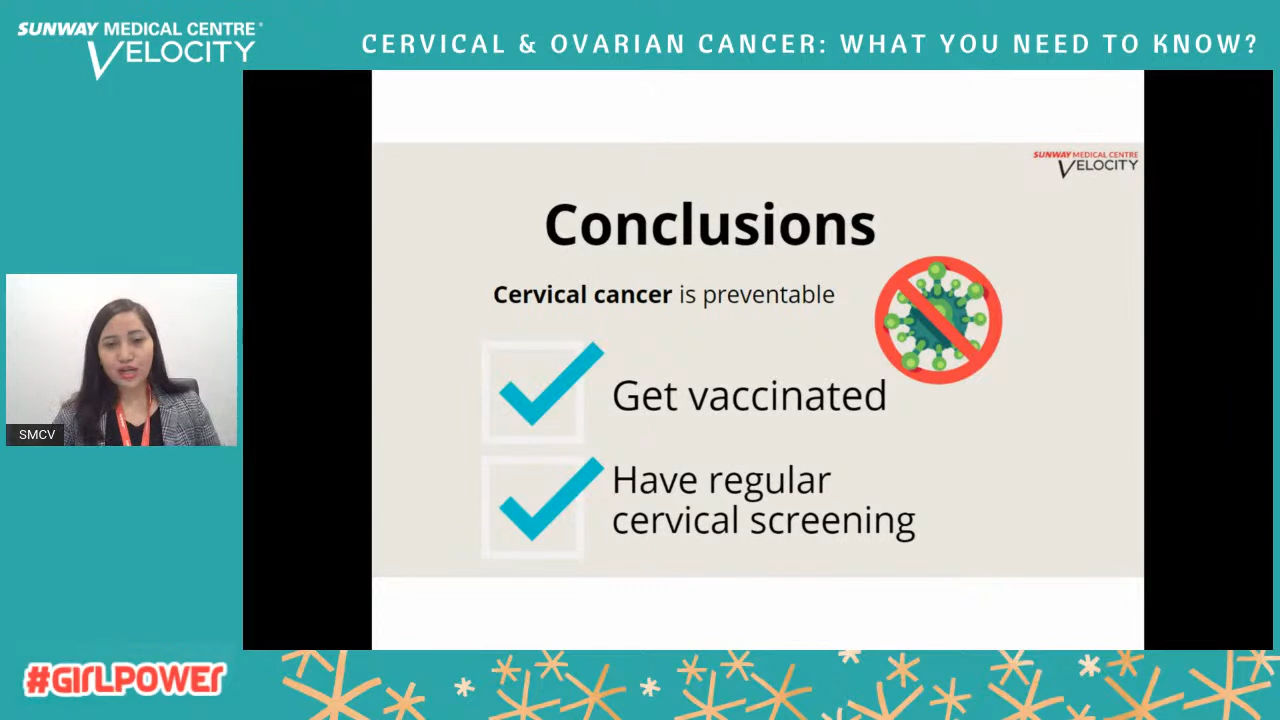 SUNWAY MEDICAL CENTRE®
VELOCITY
CERVICAL & OVARIAN CANCER: WHAT YOU NEED TO KNOW?
SUNWAY MEDICAL CENTRE
VELOCITY
Conclusions
Cervical cancer is preventable
Get vaccinated
Have regular
cervical screening
SMCV
#GIRLPOWER